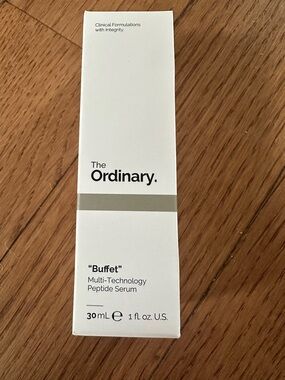 Clinical Formulations
with Integrity.
The
Ordinary.
"Buffet"
Multi-Technology
Peptide Serum
30 mL ℮ 1 fl. oz. U.S.